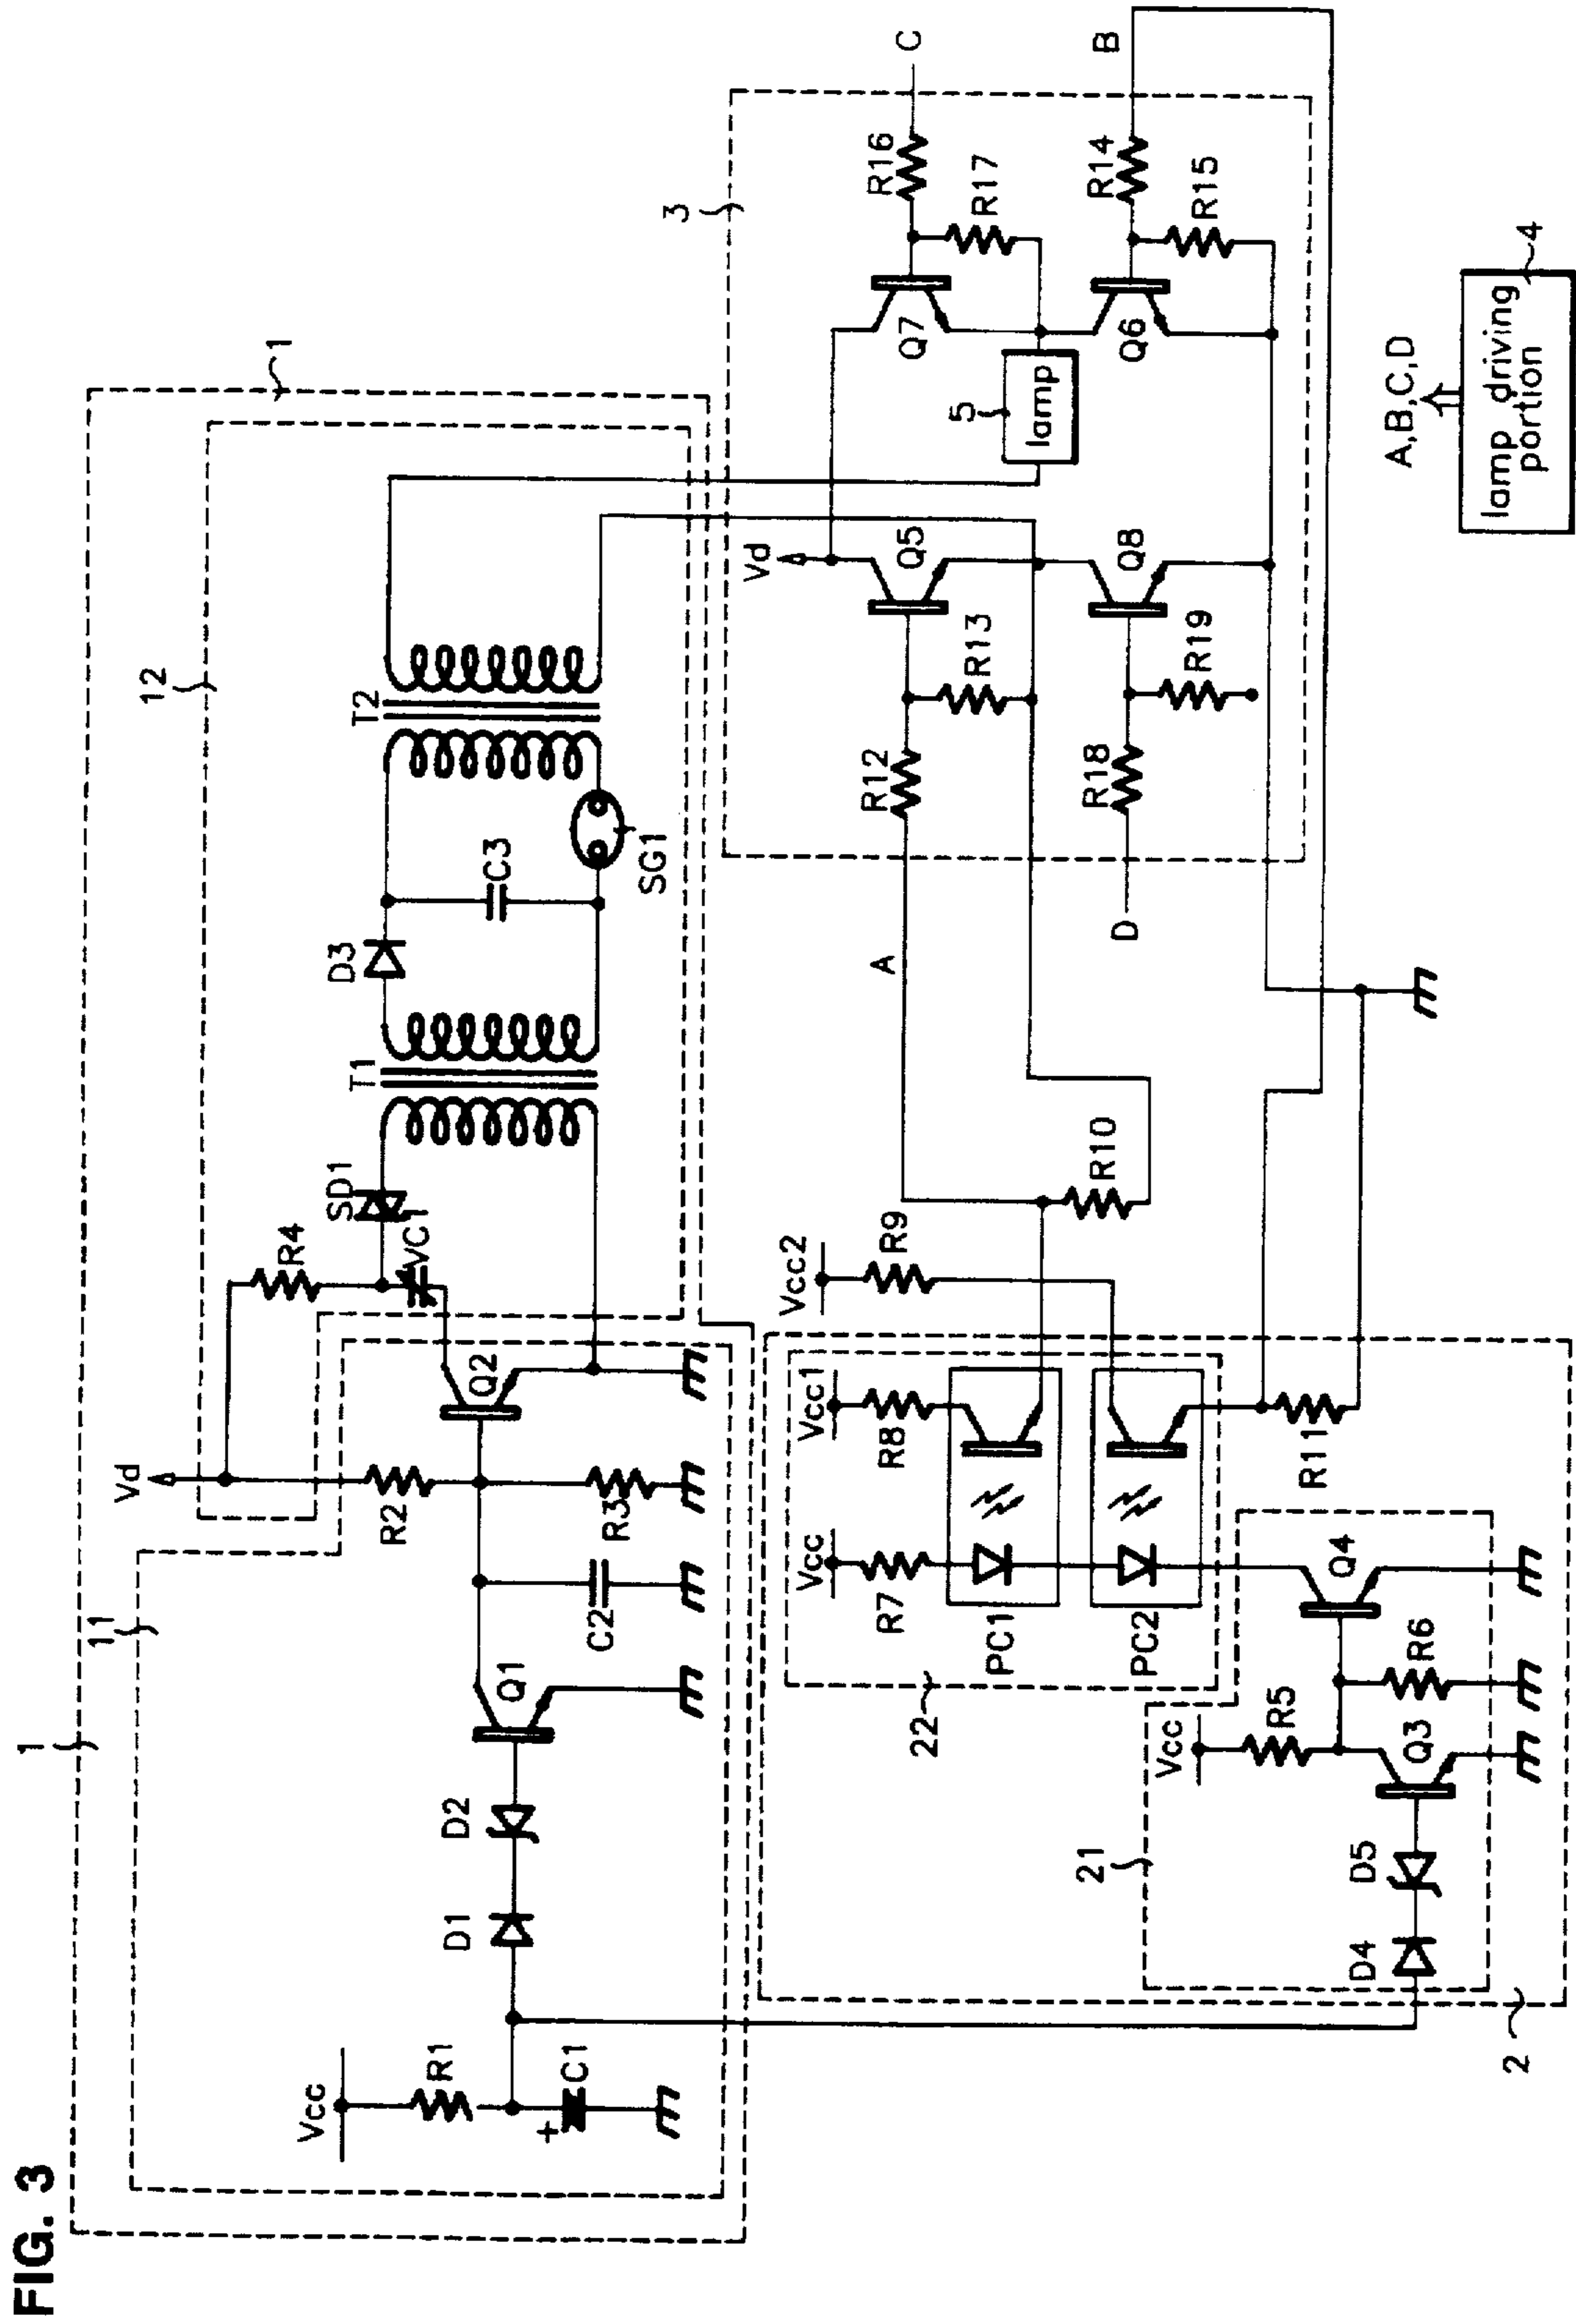 FIG. 3
1
1
11
12
Vcc
R1
+
C1
D1
D2
Q1
C2
R2
R3
Vd
Q2
R4
VC1
SD1
T1
D3
C3
SG1
T2
2
21
22
D4
D5
Q3
Vcc
R5
R6
Q4
Vcc
R7
PC1
PC2
Vcc1
R8
R11
Vcc2
R9
R10
3
A
D
R12
R13
R18
R19
Vd
Q5
Q8
5
lamp
Q7
Q6
R16
R17
R14
R15
C
B
A,B,C,D
lamp driving
portion
4